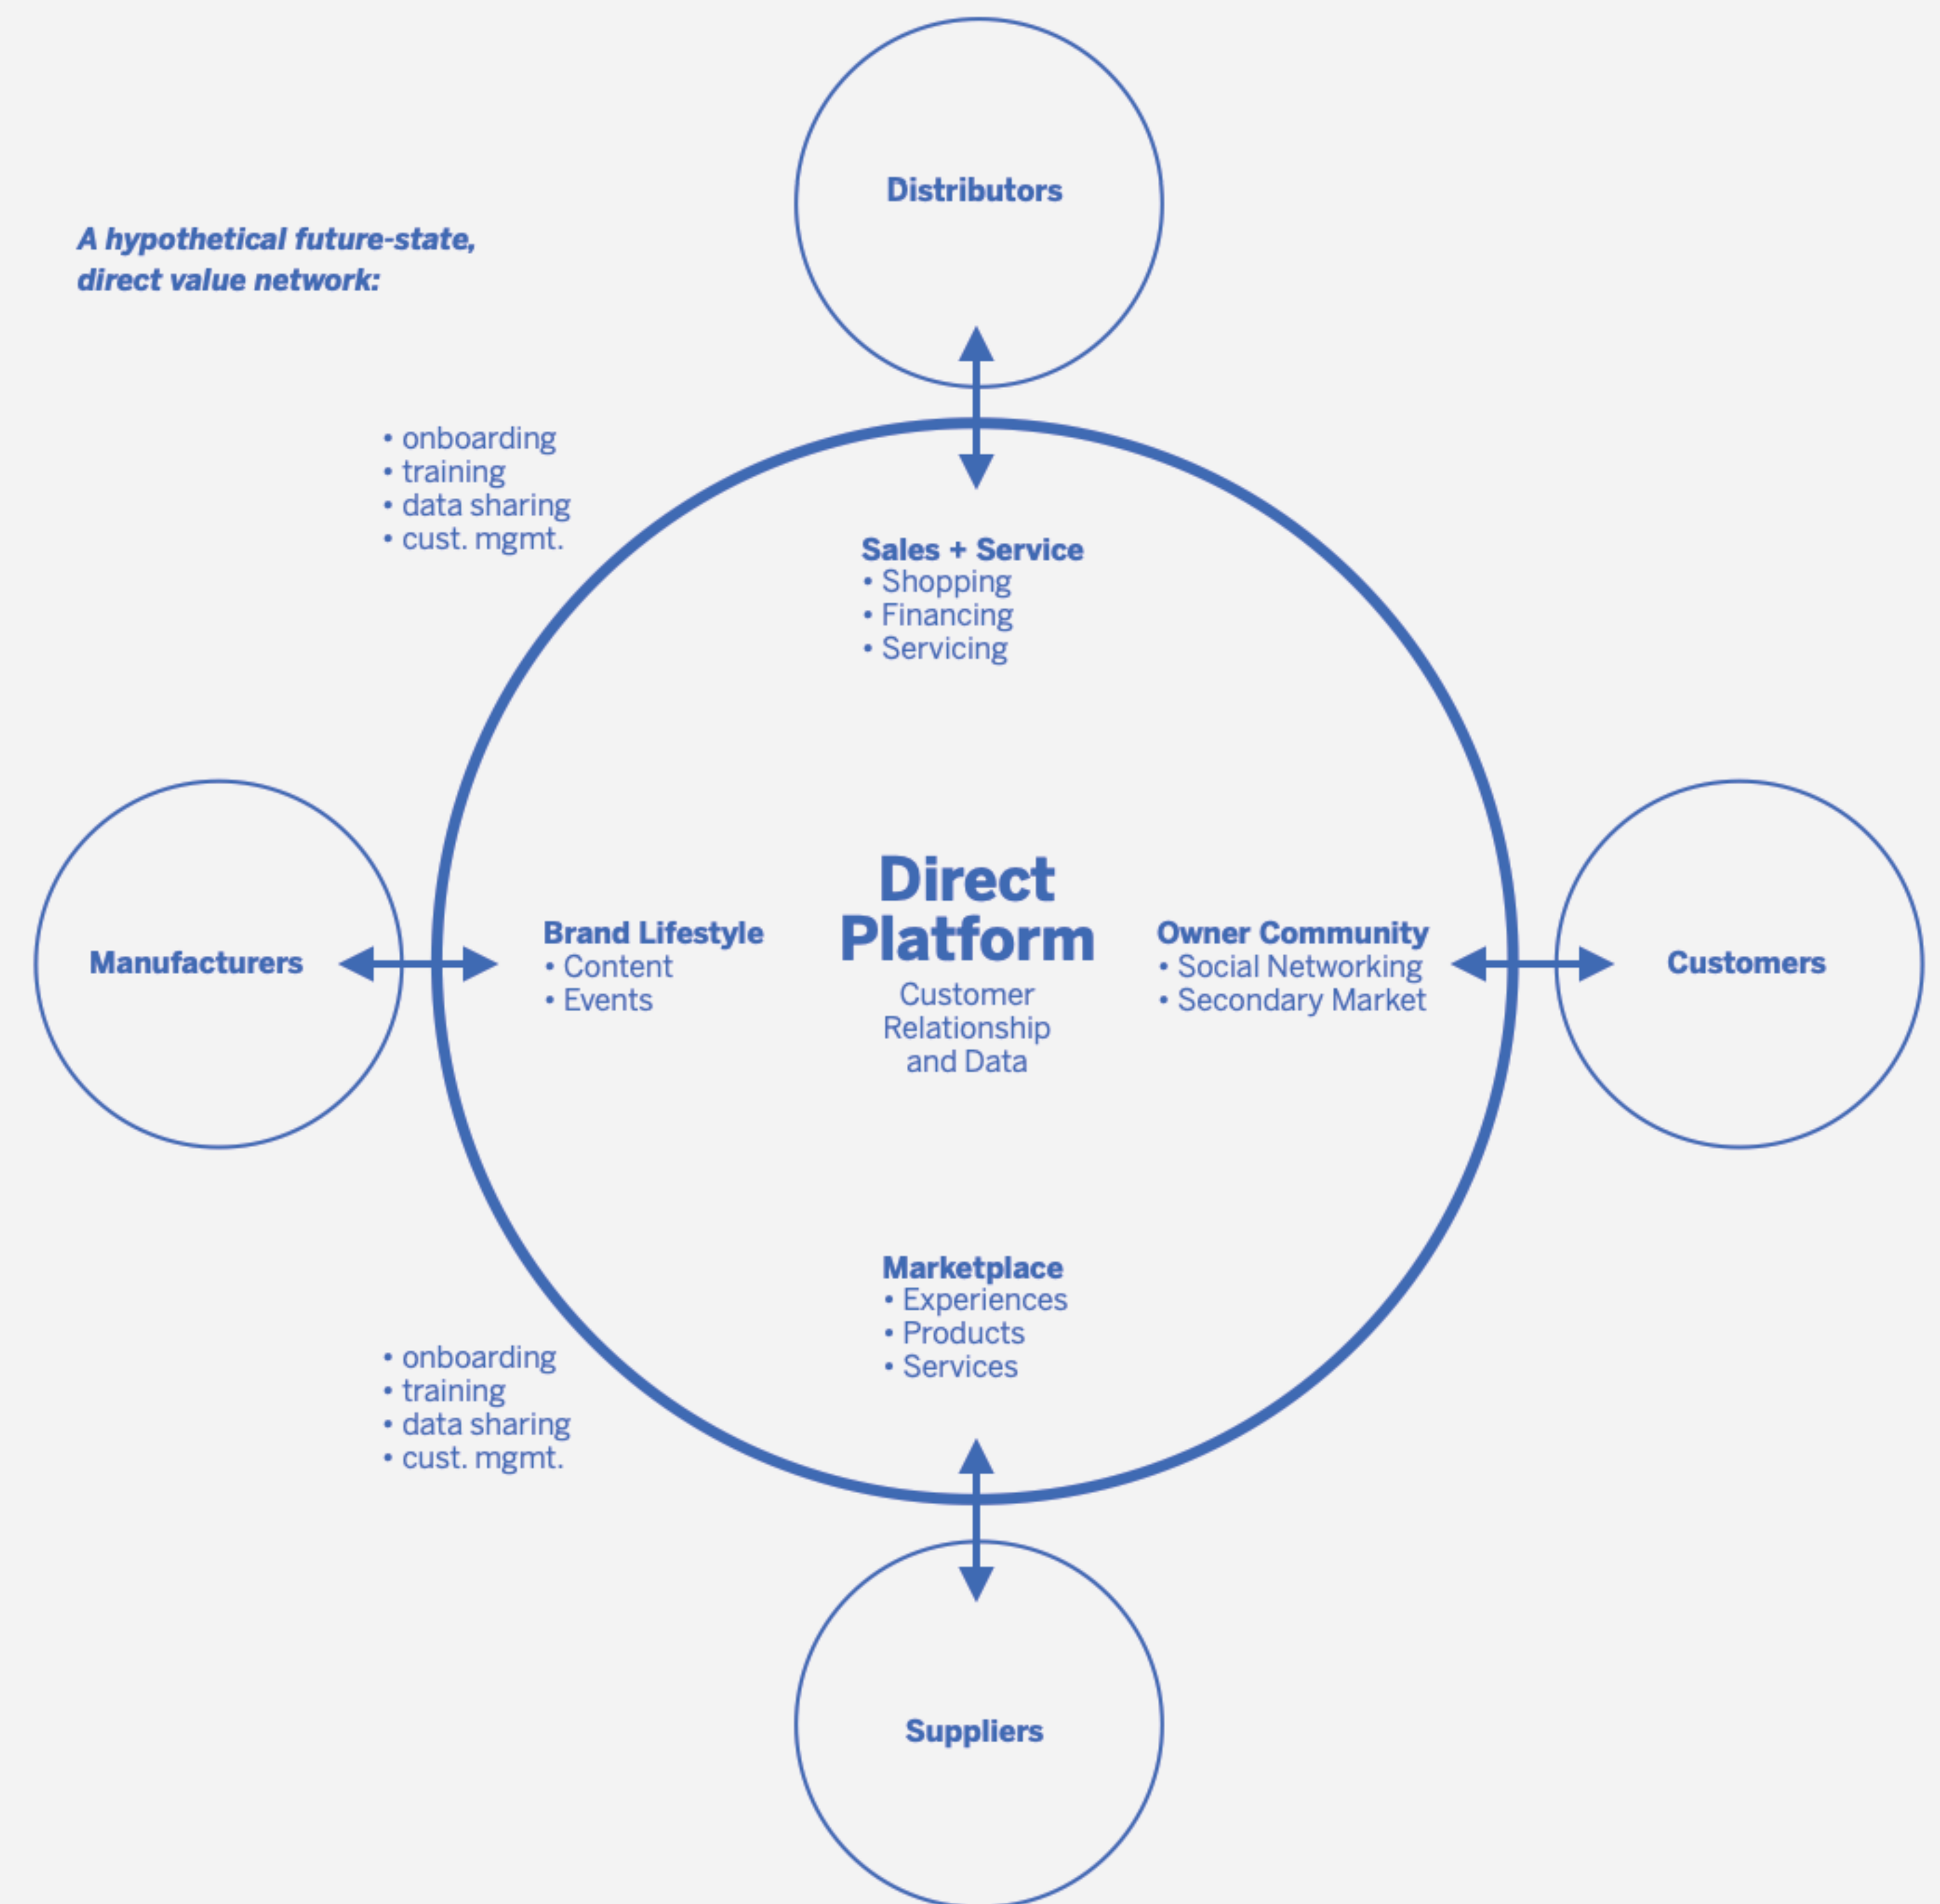 Distributors
A hypothetical future-state,
direct value network:
• onboarding
• training
• data sharing
• cust. mgmt.
Sales + Service
• Shopping
• Financing
• Servicing
Manufacturers
Brand Lifestyle
• Content
• Events
Direct
Platform
Customer
Relationship
and Data
Owner Community
• Social Networking
• Secondary Market
Customers
Marketplace
• Experiences
• Products
• Services
• onboarding
• training
• data sharing
• cust. mgmt.
Suppliers